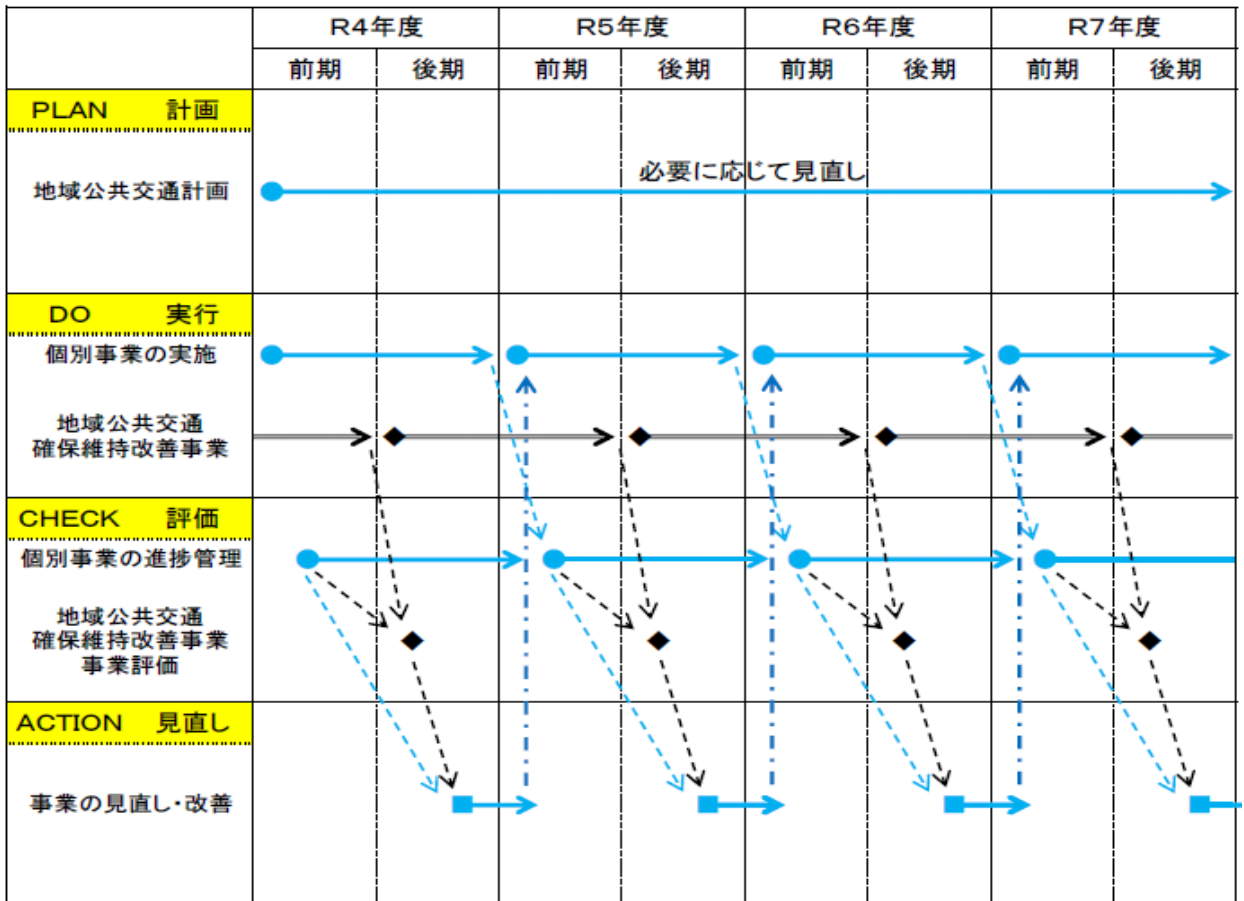 R4年度 R5年度 R6年度 R7年度
前期 後期 前期 後期 前期 後期 前期 後期
PLAN 計画
必要に応じて見直し
地域公共交通計画
DO 実行
個別事業の実施
地域公共交通
確保維持改善事業
CHECK 評価
個別事業の進捗管理
地域公共交通
確保維持改善事業
事業評価
ACTION 見直し
事業の見直し・改善